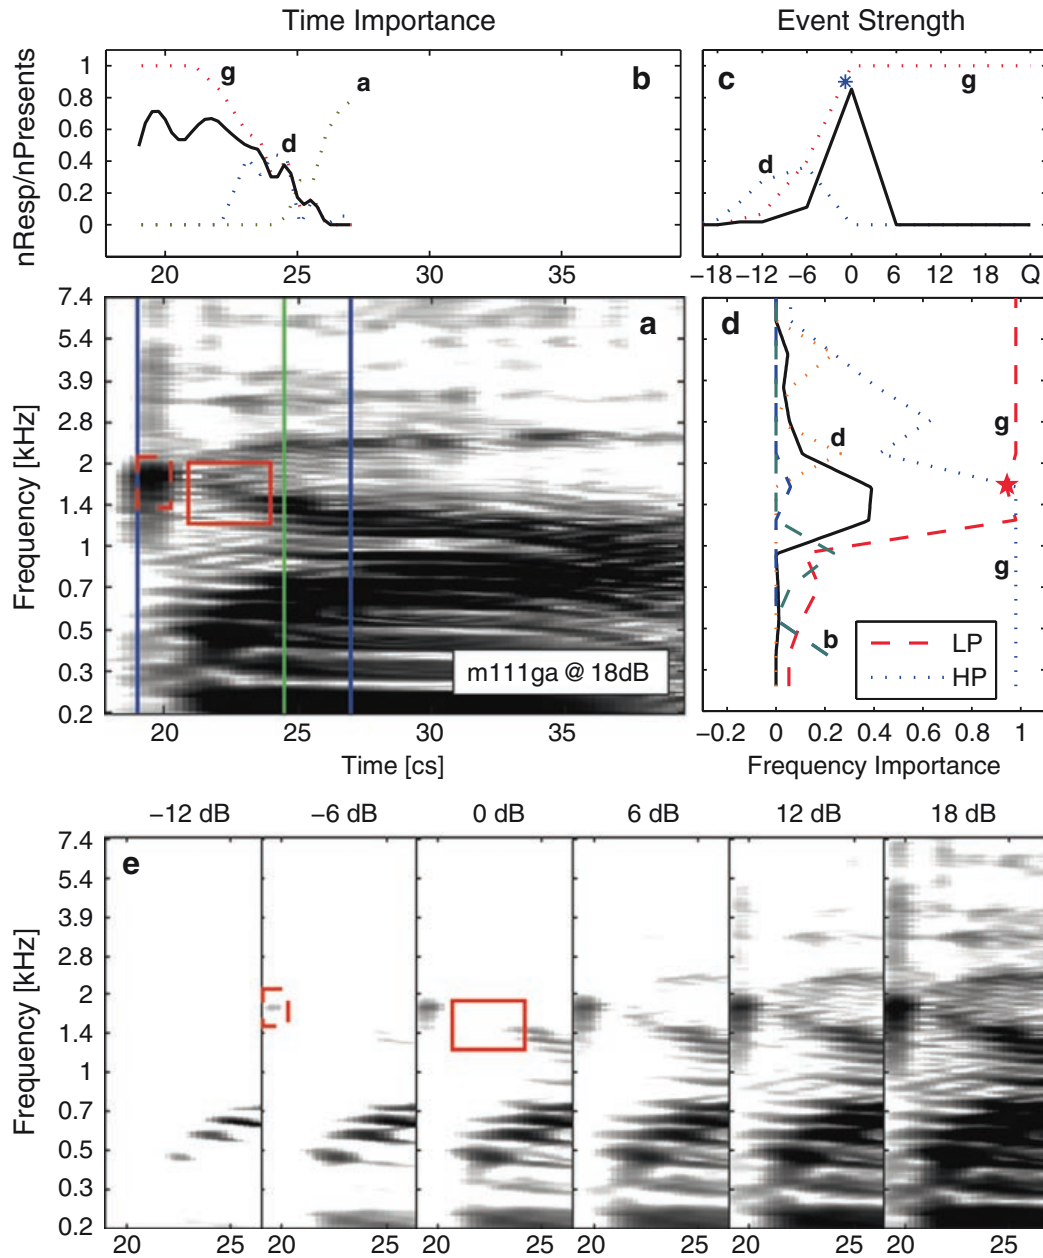 Time Importance
Event Strength
nResp/nPresents
1
0.8
0.6
0.4
0.2
0
g
d
a
b
20
25
30
35
c
g
d
−18 −12 −6 0 6 12 18 Q
Frequency [kHz]
7.4
5.4
3.9
2.8
2
1.4
1
0.7
0.5
0.3
0.2
a
m111ga @ 18dB
20
25
30
35
Time [cs]
d
g
d
g
b
LP
HP
−0.2 0 0.2 0.4 0.6 0.8 1
Frequency Importance
−12 dB
−6 dB
0 dB
6 dB
12 dB
18 dB
Frequency [kHz]
7.4
5.4
3.9
2.8
2
1.4
1
0.7
0.5
0.3
0.2
e
20 25 20 25 20 25 20 25 20 25 20 25